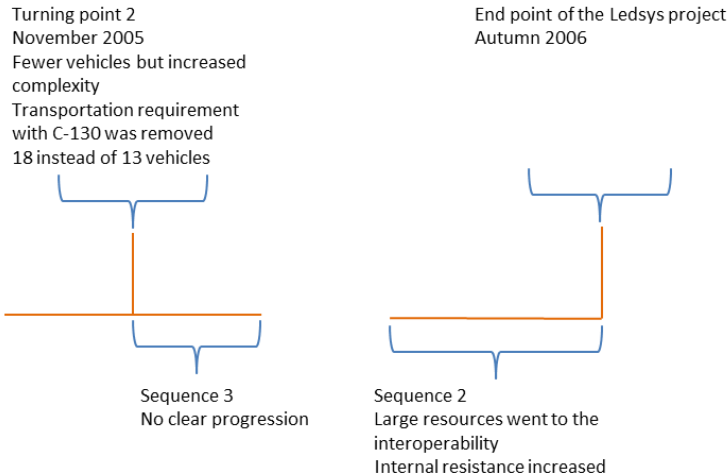 Turning point 2
November 2005
Fewer vehicles but increased
complexity
Transportation requirement
with C-130 was removed
18 instead of 13 vehicles
End point of the Ledsys project
Autumn 2006
Sequence 3
No clear progression
Sequence 2
Large resources went to the
interoperability
Internal resistance increased